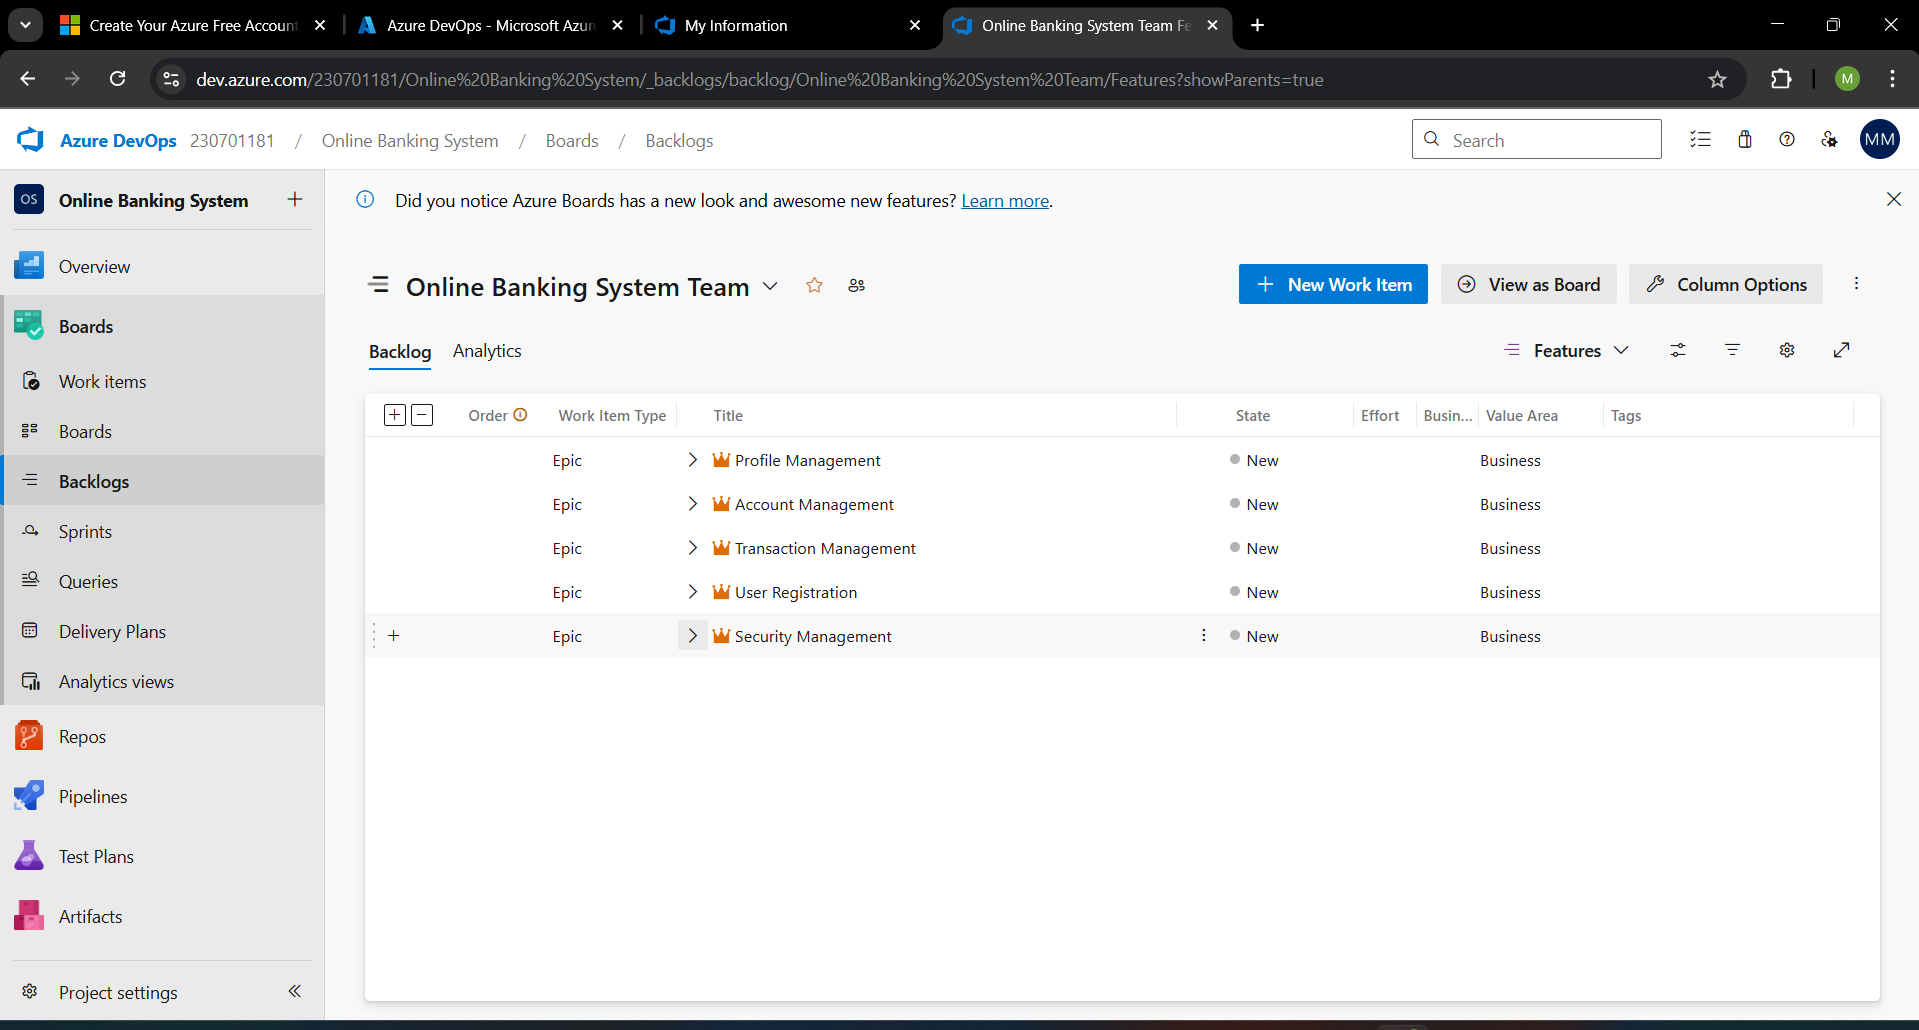 Create Your Azure Free Account
Azure DevOps - Microsoft Azur
My Information
Online Banking System Team Fe
dev.azure.com/230701181/Online%20Banking%20System/_backlogs/backlog/Online%20Banking%20System%20Team/Features?showParents=true
M
Azure DevOps 230701181 / Online Banking System / Boards / Backlogs
Search
MM
OS Online Banking System
Did you notice Azure Boards has a new look and awesome new features? Learn more.
Overview
Boards
Work items
Boards
Backlogs
Sprints
Queries
Delivery Plans
Analytics views
Repos
Pipelines
Test Plans
Artifacts
Project settings
Online Banking System Team
New Work Item
View as Board
Column Options
Backlog Analytics
Features
Order Work Item Type Title State Effort Busin... Value Area Tags
Epic Profile Management New Business
Epic Account Management New Business
Epic Transaction Management New Business
Epic User Registration New Business
Epic Security Management New Business